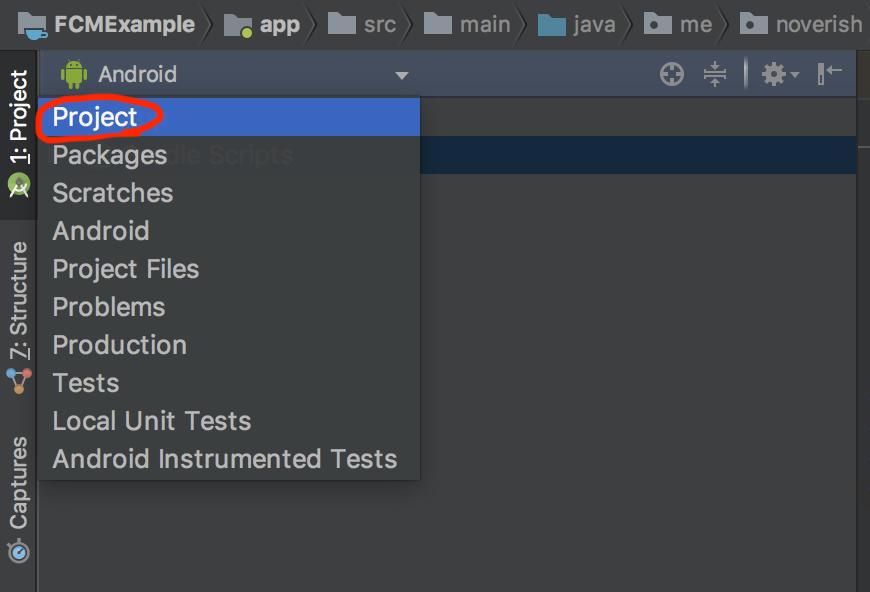 FCMExample app src main java me noverish
Android
1: Project
Project
Packages
Scratches
Android
Project Files
Problems
Production
Tests
Local Unit Tests
Android Instrumented Tests
Z: Structure
Captures